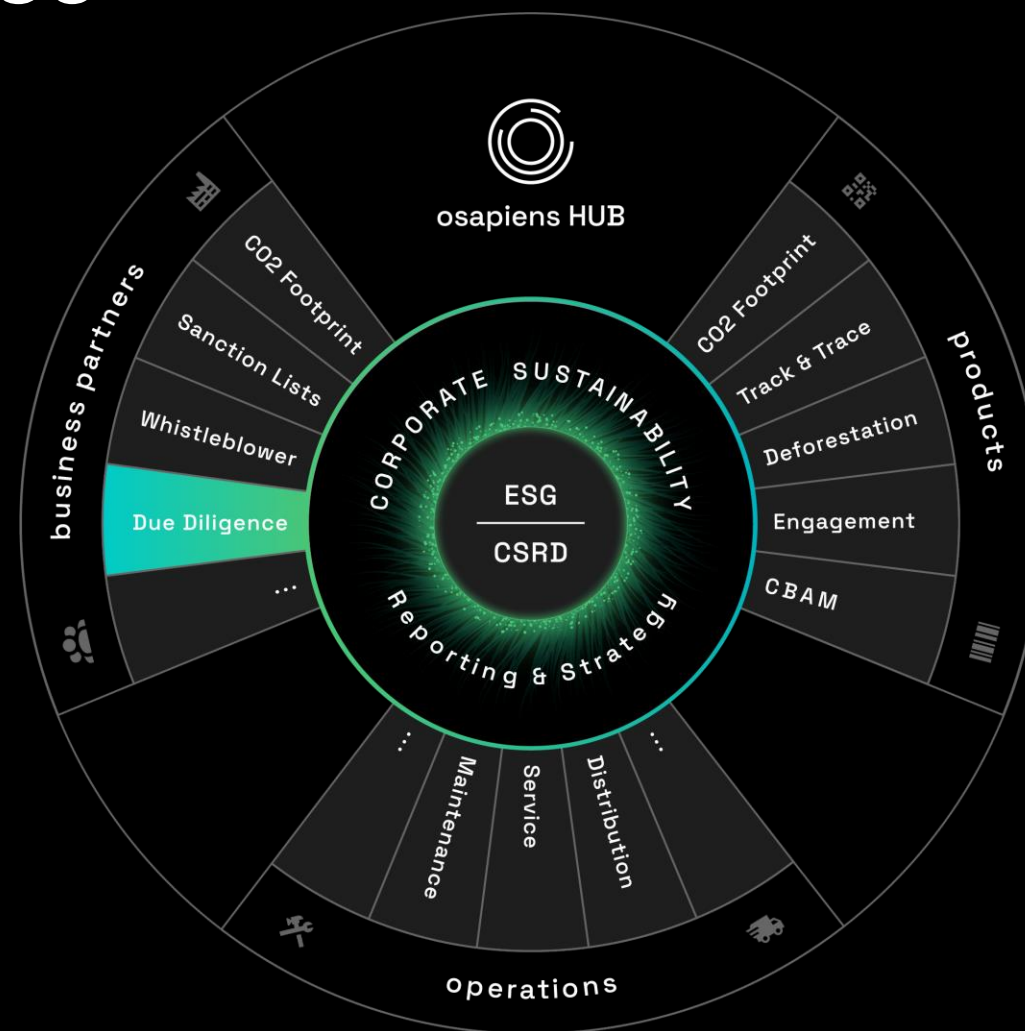 osapiens HUB
business partners
CO2 Footprint
Sanction Lists
Whistleblower
Due Diligence
...
CORPORATE SUSTAINABILITY
ESG
CSRD
Reporting & Strategy
products
CO2 Footprint
Track & Trace
Deforestation
Engagement
CBAM
...
Maintenance
Service
Distribution
...
operations